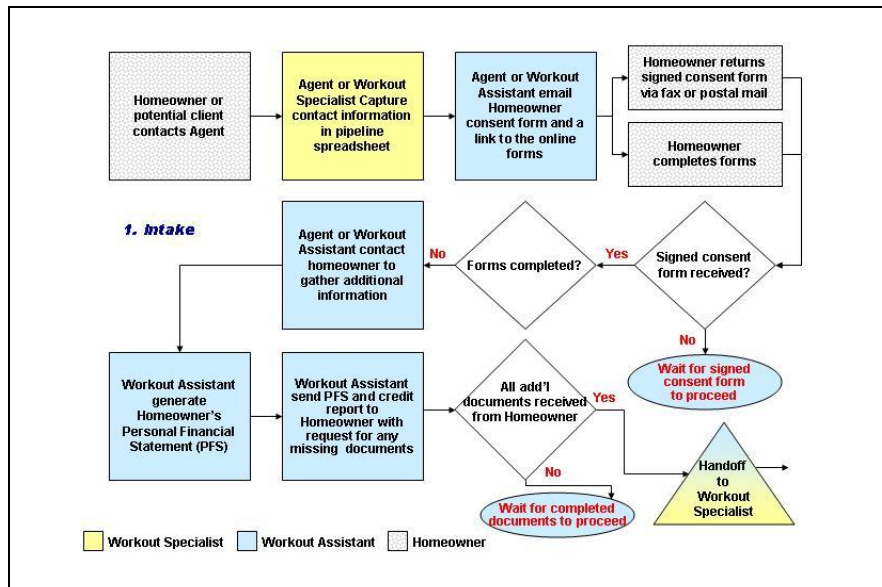 Homeowner or
potential client
contacts Agent
Agent or Workout
Specialist Capture
contact information
in pipeline
spreadsheet
Agent or Workout
Assistant email
Homeowner
consent form and a
link to the online
forms
Homeowner returns
signed consent form
via fax or postal mail
Homeowner
completes forms
1. Intake
Agent or Workout
Assistant contact
homeowner to
gather additional
information
No
Forms completed?
Yes
Signed consent
form received?
No
Wait for signed
consent form
to proceed
Workout Assistant
generate
Homeowner's
Personal Financial
Statement (PFS)
Workout Assistant
send PFS and credit
report to
Homeowner with
request for any
missing documents
All add'l
documents received
from Homeowner
Yes
No
Wait for completed
documents to proceed
Handoff
to
Workout
Specialist
Workout Specialist
Workout Assistant
Homeowner